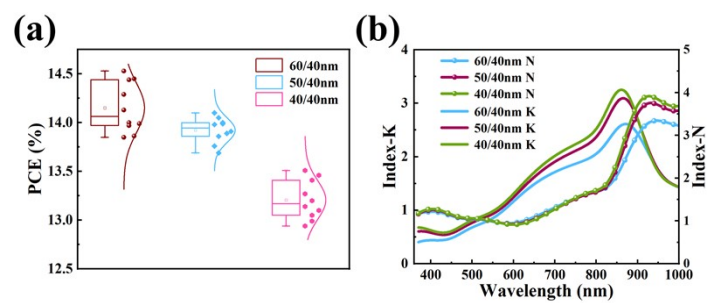 (a)
PCE (%)
14.5
14.0
13.5
13.0
12.5
60/40nm
50/40nm
40/40nm
(b)
Index-K
4
3
2
1
0
60/40nm N
50/40nm N
40/40nm N
60/40nm K
50/40nm K
40/40nm K
5
4
3
2
1
0
Index-N
400 500 600 700 800 900 1000
Wavelength (nm)